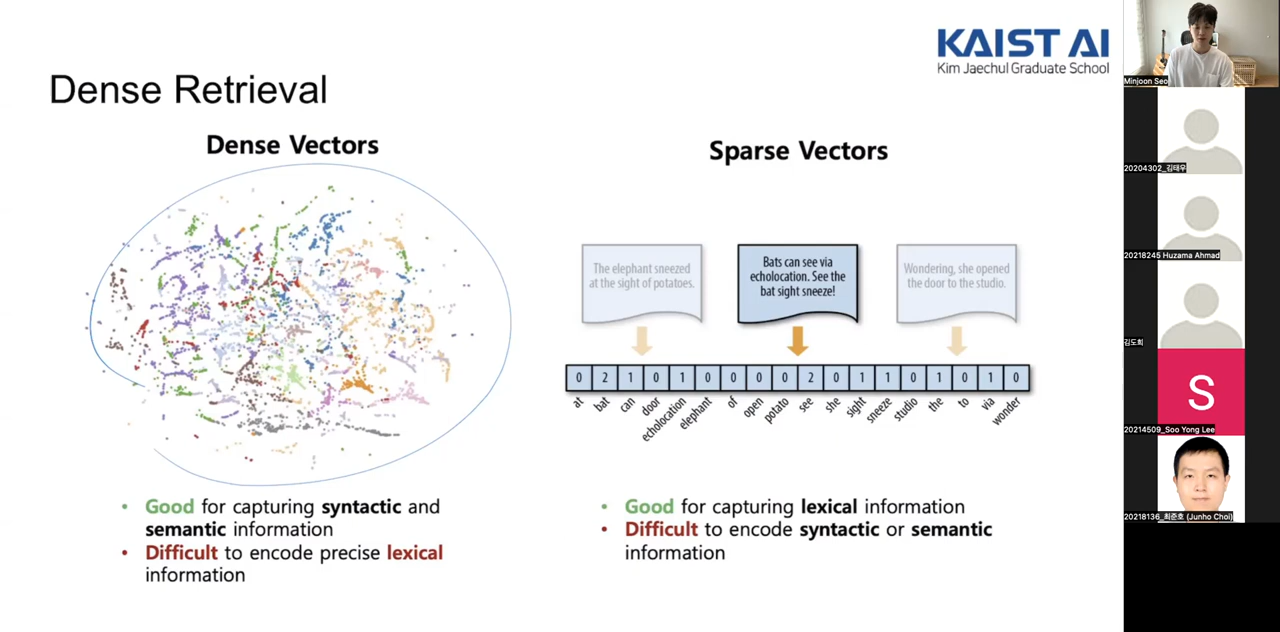 KAIST AI
Kim Jaechul Graduate School
Dense Retrieval
Dense Vectors
• Good for capturing syntactic and
semantic information
• Difficult to encode precise lexical
information
Sparse Vectors
The elephant sneezed
at the sight of potatoes.
Bats can see via
echolocation. See the
bat sight sneeze!
Wondering, she opened
the door to the studio.
0 2 1 0 1 0 0 0 0 2 0 1 1 0 1 0 1 0
at bat can door echolocation elephant of open potato see she sight sneeze studio the to via wonder
• Good for capturing lexical information
• Difficult to encode syntactic or semantic
information
Minjoon Seo
20204302_김태우
20218245 Huzama Ahmad
김도희
S
20214509_Soo Yong Lee
20218136_최준호 (Junho Choi)